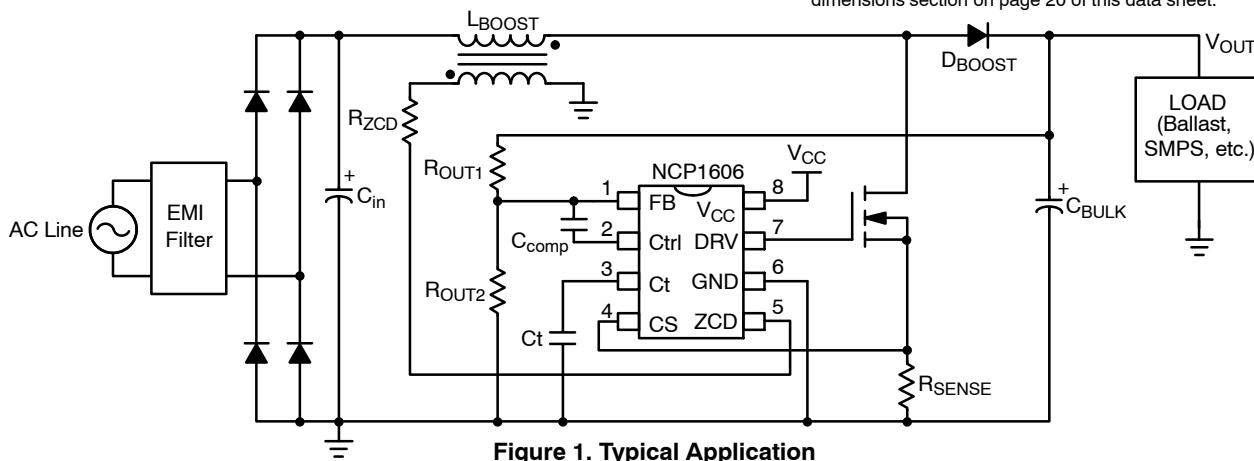 dimensions section on page 20 of this data sheet.
LBOOST
DBOOST
VOUT
LOAD
(Ballast,
SMPS, etc.)
RZCD
ROUT1
VCC
NCP1606
1 FB VCC 8
2 Ctrl DRV 7
3 Ct GND 6
4 CS ZCD 5
+
Cin
Ccomp
+
CBULK
AC Line
EMI
Filter
ROUT2
Ct
RSENSE
Figure 1. Typical Application